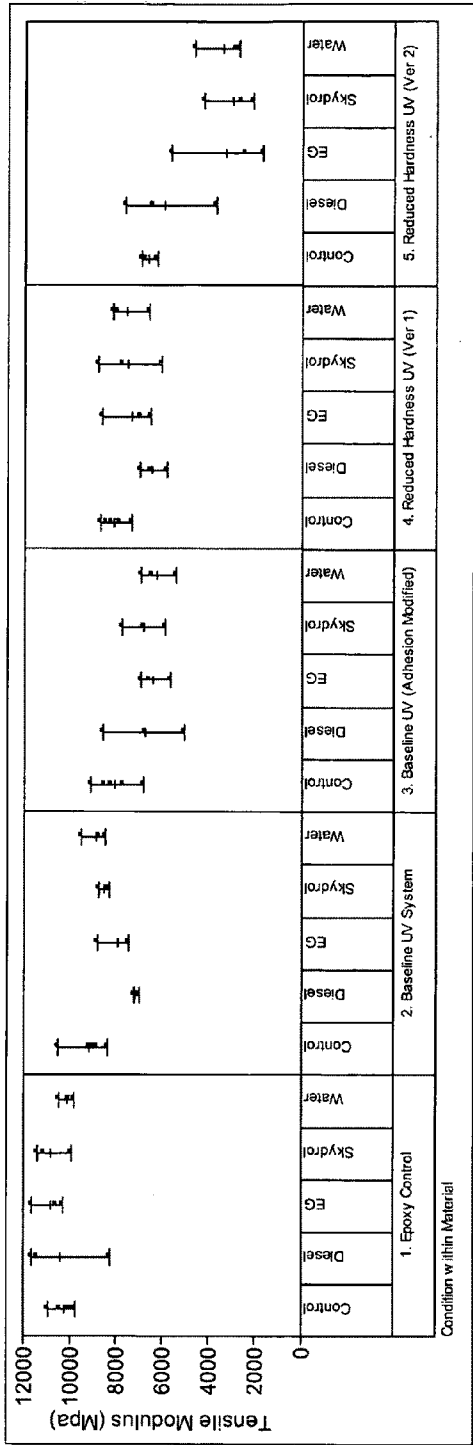 Tensile Modulus (Mpa)
12000
10000
8000
6000
4000
2000
0
Control
Diesel
EG
Skydrol
Water
Control
Diesel
EG
Skydrol
Water
Control
Diesel
EG
Skydrol
Water
Control
Diesel
EG
Skydrol
Water
Control
Diesel
EG
Skydrol
Water
1. Epoxy Control
2. Baseline UV System
3. Baseline UV (Adhesion Modified)
4. Reduced Hardness UV (Ver 1)
5. Reduced Hardness UV (Ver 2)
Condition within Material